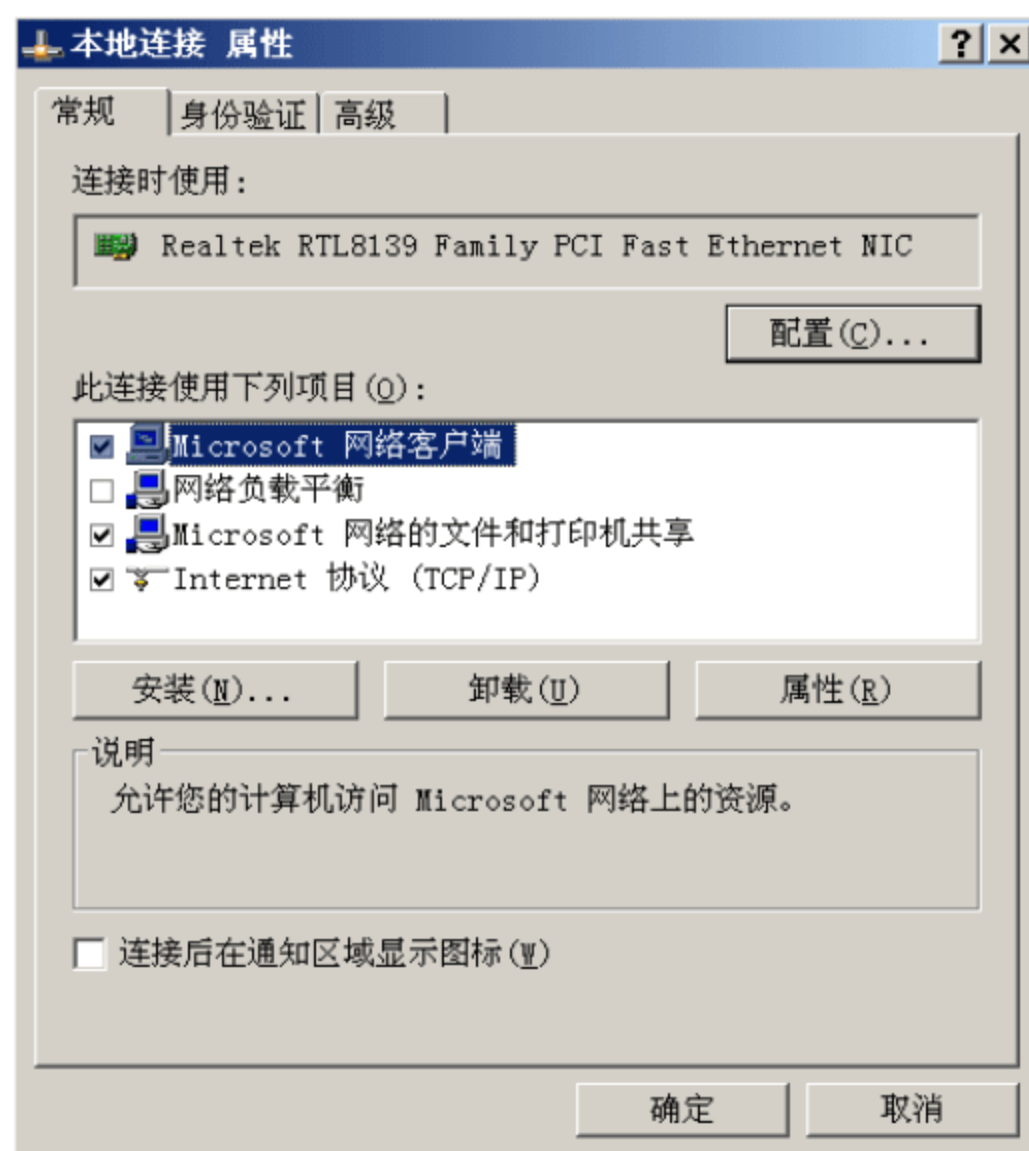 本地连接 属性
常规 身份验证 高级
连接时使用:
Realtek RTL8139 Family PCI Fast Ethernet NIC
配置(C)...
此连接使用下列项目(O):
Microsoft 网络客户端
网络负载平衡
Microsoft 网络的文件和打印机共享
Internet 协议 (TCP/IP)
安装(N)... 卸载(U) 属性(R)
说明
允许您的计算机访问 Microsoft 网络上的资源。
连接后在通知区域显示图标(W)
确定 取消